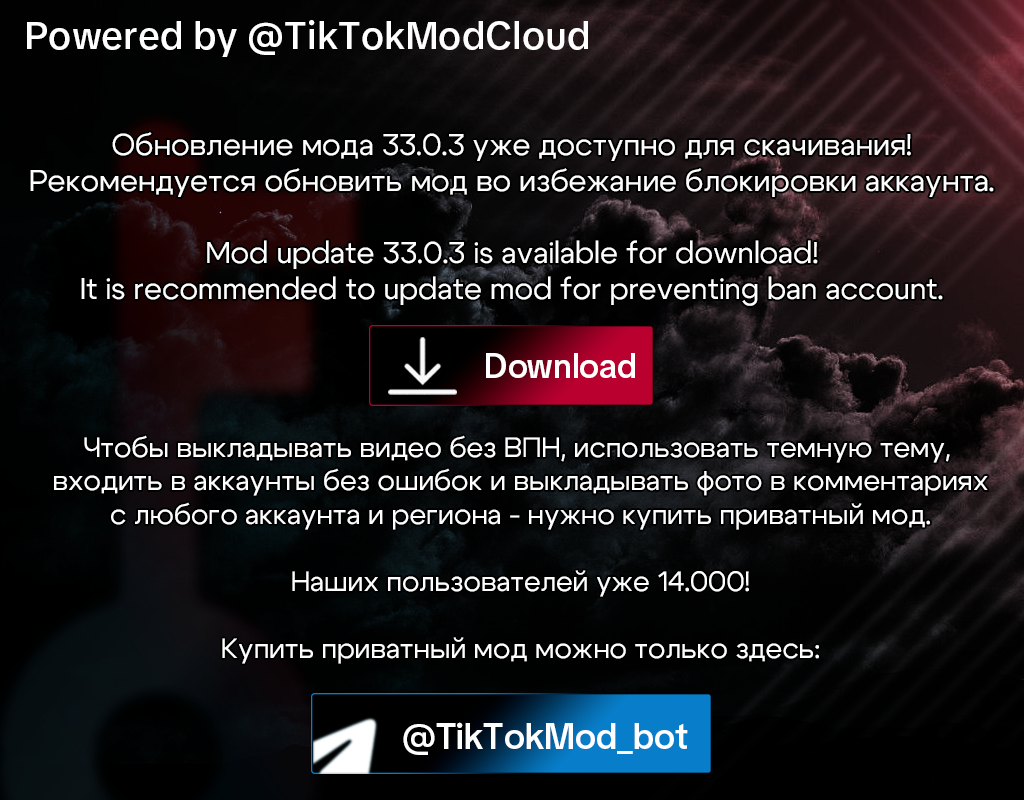 Powered by @TikTokModCloud
Обновление мода 33.0.3 уже доступно для скачивания!
Рекомендуется обновить мод во избежание блокировки аккаунта.
Mod update 33.0.3 is available for download!
It is recommended to update mod for preventing ban account.
Download
Чтобы выкладывать видео без ВПН, использовать темную тему,
входить в аккаунты без ошибок и выкладывать фото в комментариях
с любого аккаунта и региона - нужно купить приватный мод.
Наших пользователей уже 14.000!
Купить приватный мод можно только здесь:
@TikTokMod_bot